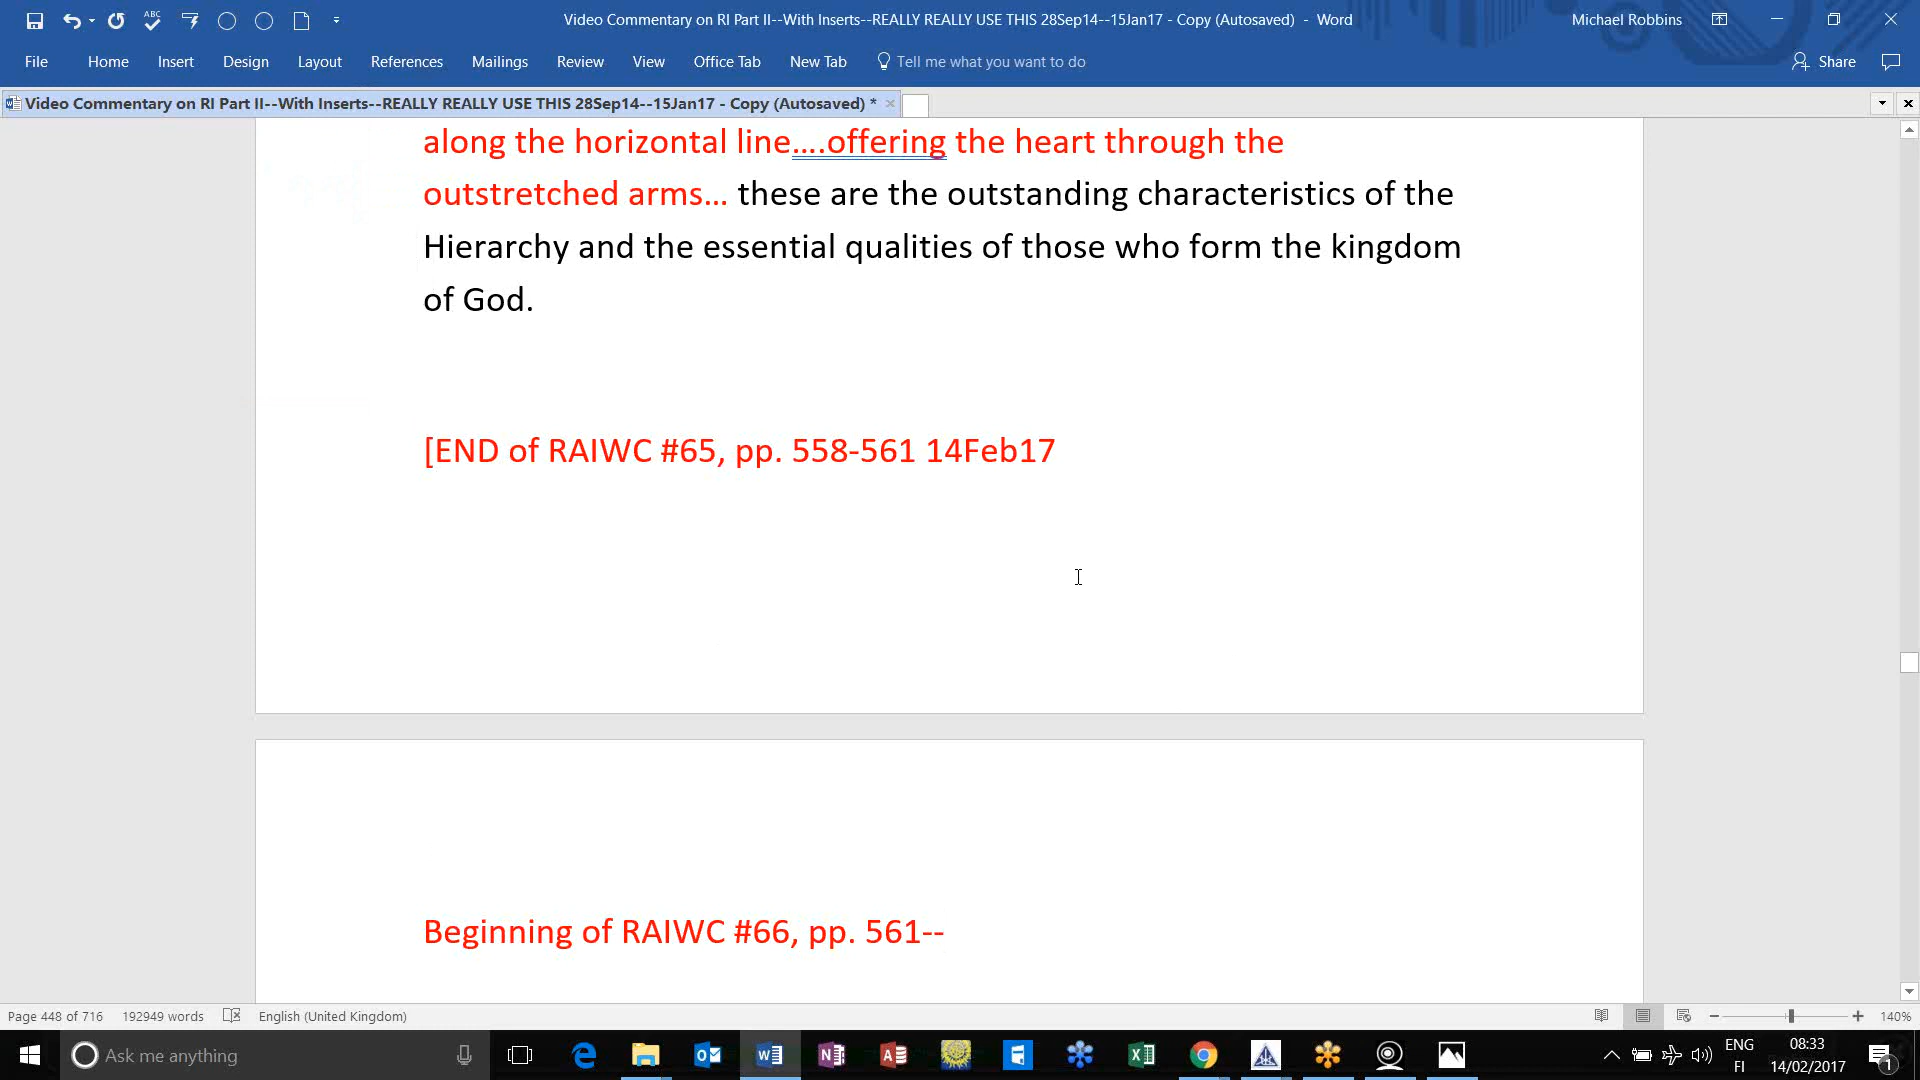 ABC
Video Commentary on RI Part II--With Inserts--REALLY REALLY USE THIS 28Sep14--15Jan17 - Copy (Autosaved) - Word
Michael Robbins
File Home Insert Design Layout References Mailings Review View Office Tab New Tab Tell me what you want to do Share
Video Commentary on RI Part II--With Inserts--REALLY REALLY USE THIS 28Sep14--15Jan17 - Copy (Autosaved) *
along the horizontal line….offering the heart through the
outstretched arms… these are the outstanding characteristics of the
Hierarchy and the essential qualities of those who form the kingdom
of God.
[END of RAIWC #65, pp. 558-561 14Feb17
Beginning of RAIWC #66, pp. 561--
Page 448 of 716 192949 words English (United Kingdom) 140%
Ask me anything
ENG
FI
08:33
14/02/2017
1